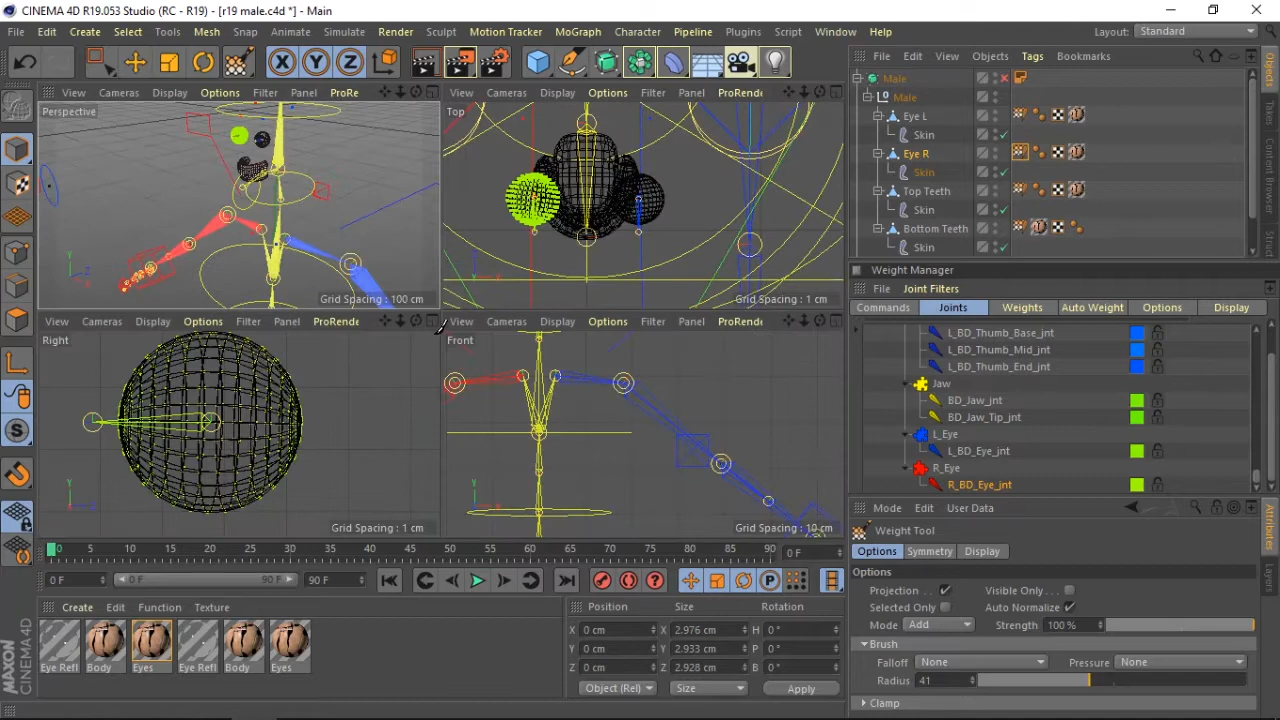 CINEMA 4D R19.053 Studio (RC - R19) - [r19 male.c4d *] - Main
File Edit Create Select Tools Mesh Snap Animate Simulate Render Sculpt Motion Tracker MoGraph Character Pipeline Plugins Script Window Help Layout: Standard
X Y Z
File Edit View Objects Tags Bookmarks
View Cameras Display Options Filter Panel ProRe
View Cameras Display Options Filter Panel ProRende
Perspective
Top
Grid Spacing : 100 cm
Grid Spacing : 1 cm
Male
Male
Eye L
Skin
Eye R
Skin
Top Teeth
Skin
Bottom Teeth
Skin
Objects
Takes
Content Browser
Struct
Weight Manager
File Joint Filters
Commands Joints Weights Auto Weight Options Display
L_BD_Thumb_Base_jnt
L_BD_Thumb_Mid_jnt
L_BD_Thumb_End_jnt
Jaw
BD_Jaw_jnt
BD_Jaw_Tip_jnt
L_Eye
L_BD_Eye_jnt
R_Eye
R_BD_Eye_jnt
View Cameras Display Options Filter Panel ProRende
View Cameras Display Options Filter Panel ProRende
Right
Front
Grid Spacing : 1 cm
Grid Spacing : 10 cm
Mode Edit User Data
Weight Tool
Options Symmetry Display
Options
Projection . . Visible Only . .
Selected Only Auto Normalize
Mode Add Strength 100 %
Brush
Falloff None Pressure None
Radius 41
Clamp
Attributes
Layers
0 5 10 15 20 25 30 35 40 45 50 55 60 65 70 75 80 85 90 0 F
0 F 0 F 90 F 90 F
Create Edit Function Texture
Eye Refl Body Eyes Eye Refl Body Eyes
Position Size Rotation
X 0 cm X 2.976 cm H 0 °
Y 0 cm Y 2.933 cm P 0 °
Z 0 cm Z 2.928 cm B 0 °
Object (Rel) Size Apply
MAXON
CINEMA 4D